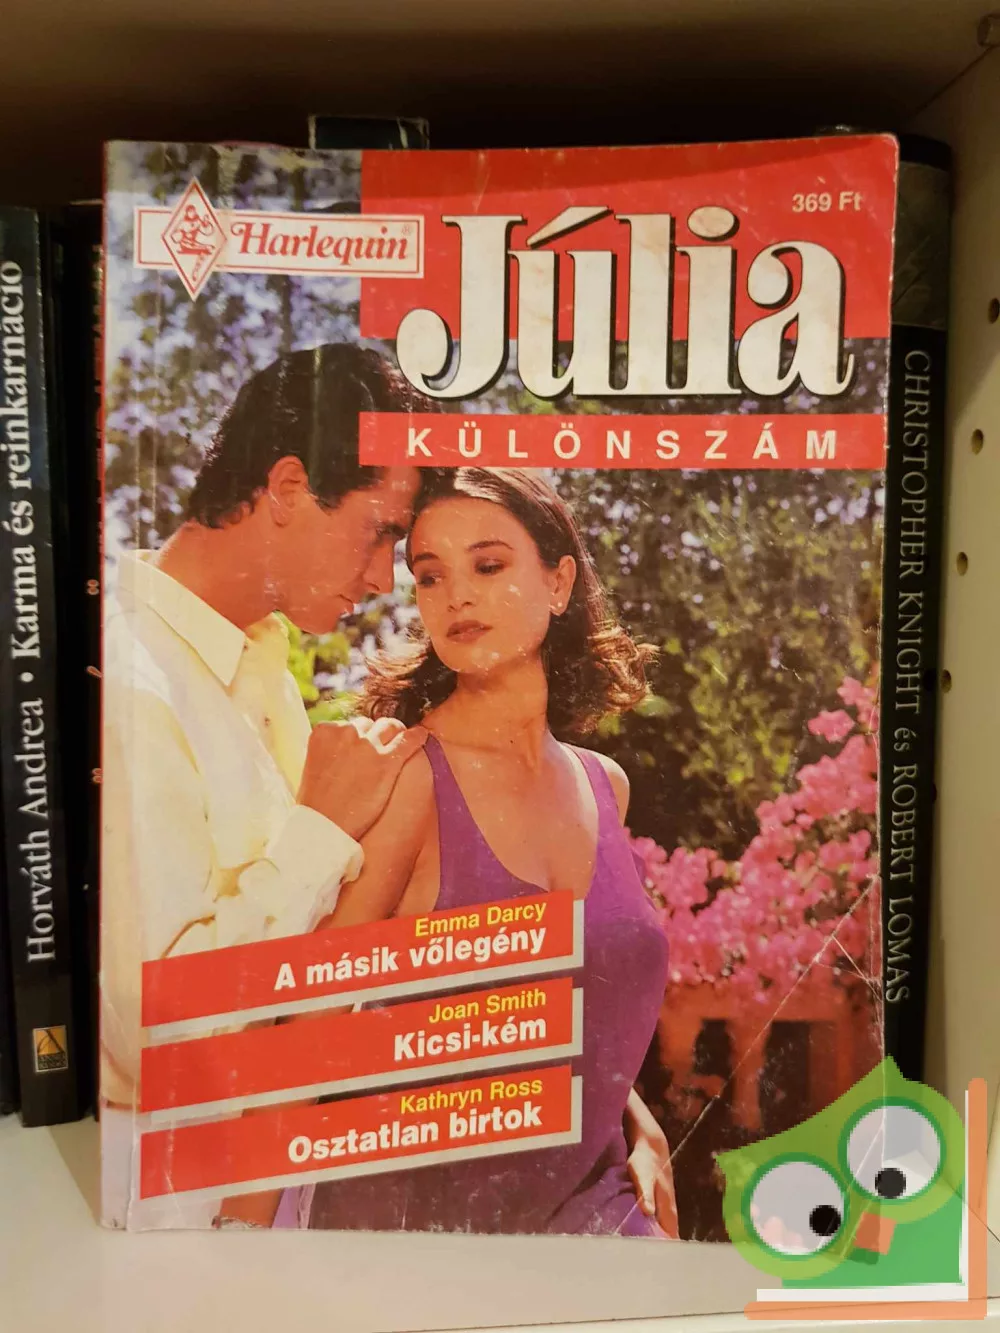 Harlequin®
369 Ft
Júlia
KÜLÖNSZÁM
Emma Darcy
A másik vőlegény
Joan Smith
Kicsi-kém
Kathryn Ross
Osztatlan birtok
Horváth Andrea • Karma és reinkarnáció
CHRISTOPHER KNIGHT és ROBERT LOMAS